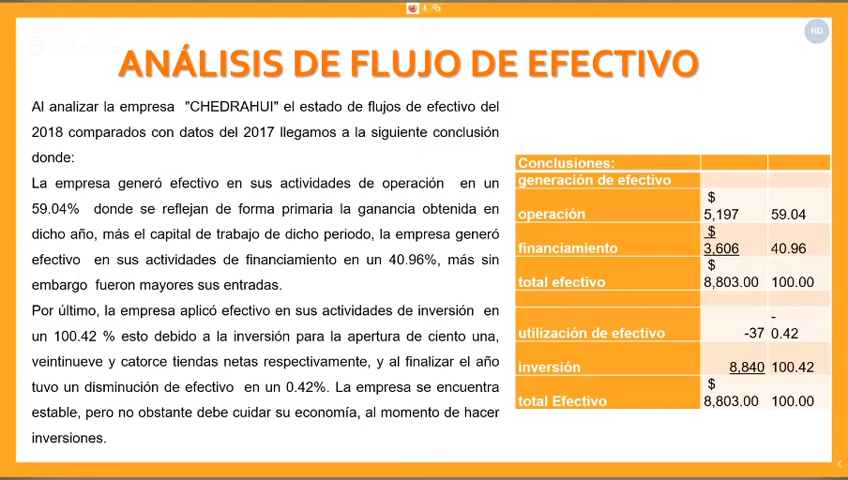 HD
ANÁLISIS DE FLUJO DE EFECTIVO
Al analizar la empresa "CHEDRAHUI" el estado de flujos de efectivo del
2018 comparados con datos del 2017 llegamos a la siguiente conclusión
donde:
La empresa generó efectivo en sus actividades de operación en un
59.04% donde se reflejan de forma primaria la ganancia obtenida en
dicho año, más el capital de trabajo de dicho periodo, la empresa generó
efectivo en sus actividades de financiamiento en un 40.96%, más sin
embargo fueron mayores sus entradas.
Por último, la empresa aplicó efectivo en sus actividades de inversión en
un 100.42 % esto debido a la inversión para la apertura de ciento una,
veintinueve y catorce tiendas netas respectivamente, y al finalizar el año
tuvo un disminución de efectivo en un 0.42%. La empresa se encuentra
estable, pero no obstante debe cuidar su economía, al momento de hacer
inversiones.
Conclusiones:
generación de efectivo
$
operación 5,197 59.04
$
financiamiento 3,606 40.96
$
total efectivo 8,803.00 100.00
-
utilización de efectivo -37 0.42
inversión 8,840 100.42
$
total Efectivo 8,803.00 100.00